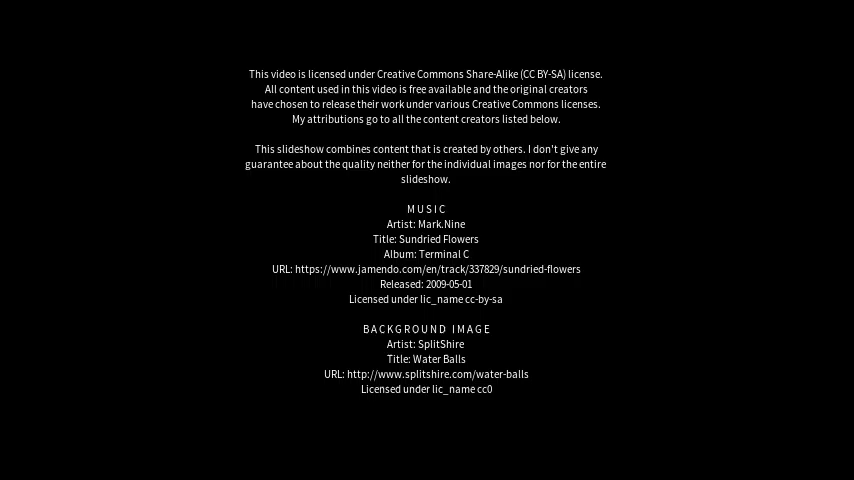 This video is licensed under Creative Commons Share-Alike (CC BY-SA) license.
All content used in this video is free available and the original creators
have chosen to release their work under various Creative Commons licenses.
My attributions go to all the content creators listed below.
This slideshow combines content that is created by others. I don't give any
guarantee about the quality neither for the individual images nor for the entire
slideshow.
MUSIC
Artist: Mark.Nine
Title: Sundried Flowers
Album: Terminal C
URL: https://www.jamendo.com/en/track/337829/sundried-flowers
Released: 2009-05-01
Licensed under lic_name cc-by-sa
BACKGROUND IMAGE
Artist: SplitShire
Title: Water Balls
URL: http://www.splitshire.com/water-balls
Licensed under lic_name cc0